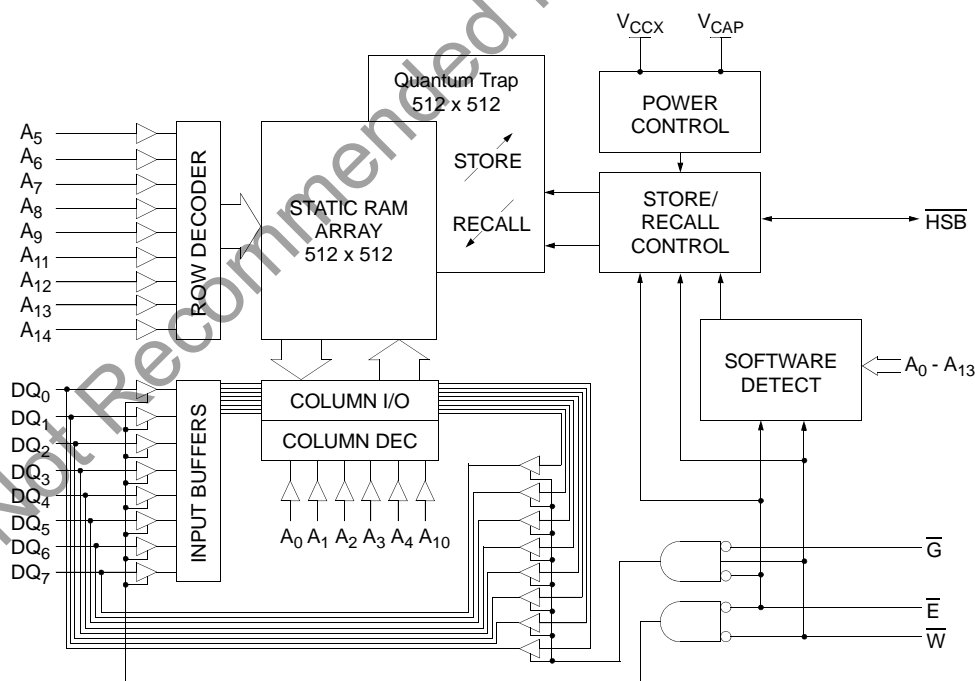 Not Recommended
V_CCX
V_CAP
Quantum Trap
512 x 512
STORE
RECALL
POWER
CONTROL
STORE/
RECALL
CONTROL
HSB
A5
A6
A7
A8
A9
A11
A12
A13
A14
ROW DECODER
STATIC RAM
ARRAY
512 x 512
SOFTWARE
DETECT
A0 - A13
DQ0
DQ1
DQ2
DQ3
DQ4
DQ5
DQ6
DQ7
INPUT BUFFERS
COLUMN I/O
COLUMN DEC
A0 A1 A2 A3 A4 A10
G
E
W